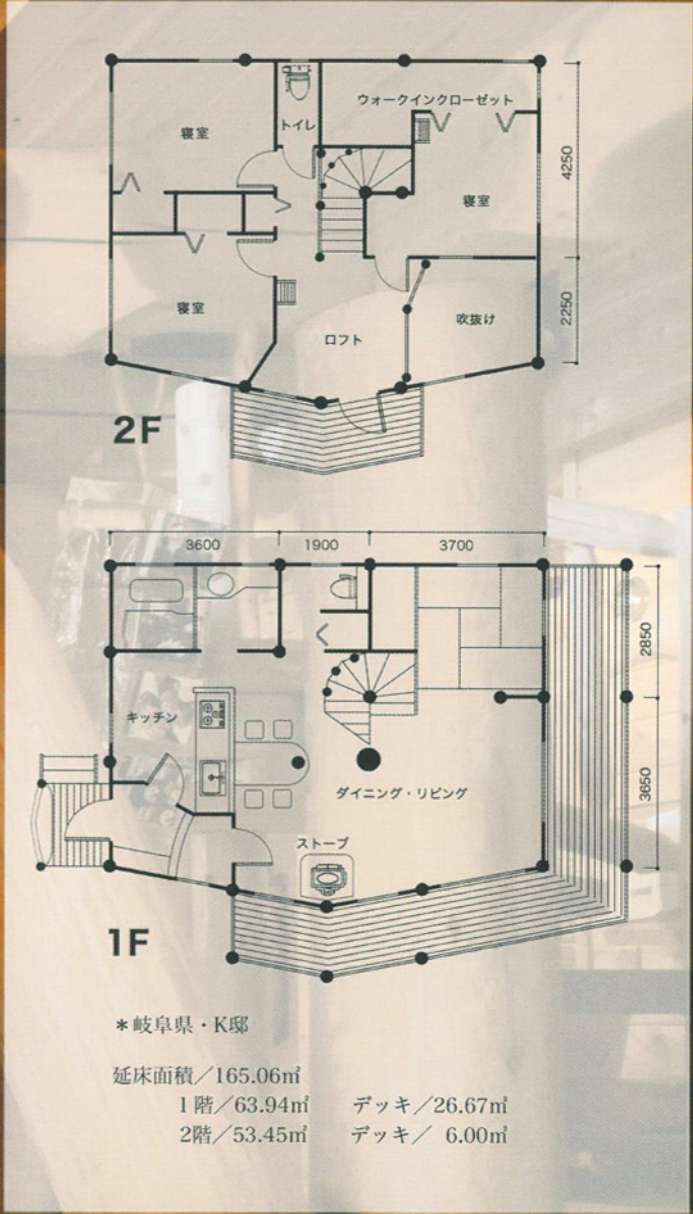 ウォークインクローゼット
トイレ
寝室
寝室
4250
寝室
ロフト
吹抜け
2250
2F
3600
1900
3700
2850
キッチン
ダイニング・リビング
3650
ストーブ
1F
*岐阜県・K邸
延床面積／165.06㎡
1階／63.94㎡ デッキ／26.67㎡
2階／53.45㎡ デッキ／ 6.00㎡